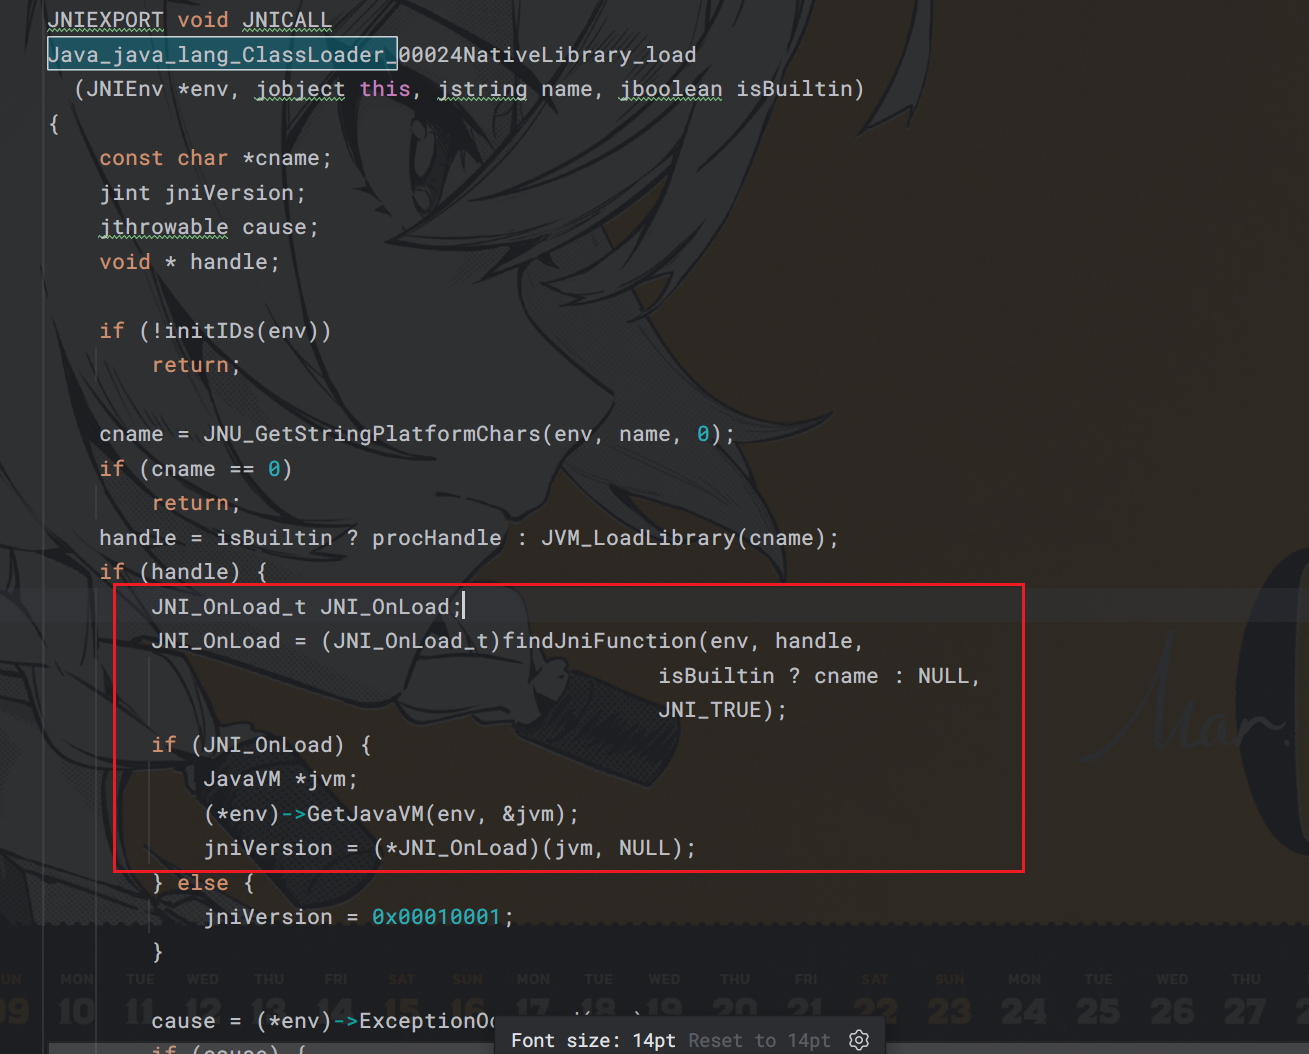 JNIEXPORT void JNICALL
Java_java_lang_ClassLoader_00024NativeLibrary_load
(JNIEnv *env, jobject this, jstring name, jboolean isBuiltin)
{
const char *cname;
jint jniVersion;
jthrowable cause;
void * handle;
if (!initIDs(env))
return;
cname = JNU_GetStringPlatformChars(env, name, 0);
if (cname == 0)
return;
handle = isBuiltin ? procHandle : JVM_LoadLibrary(cname);
if (handle) {
JNI_OnLoad_t JNI_OnLoad;
JNI_OnLoad = (JNI_OnLoad_t)findJniFunction(env, handle,
isBuiltin ? cname : NULL,
JNI_TRUE);
if (JNI_OnLoad) {
JavaVM *jvm;
(*env)->GetJavaVM(env, &jvm);
jniVersion = (*JNI_OnLoad)(jvm, NULL);
} else {
jniVersion = 0x00010001;
}
Mar.
MON TUE WED THU FRI SAT SUN MON TUE WED THU FRI SAT SUN MON TUE WED THU
09 10 11 12 13 14 15 16 17 18 19 20 21 22 23 24 25 26 27
cause = (*env)->
Font size: 14pt Reset to 14pt
if (cause) {